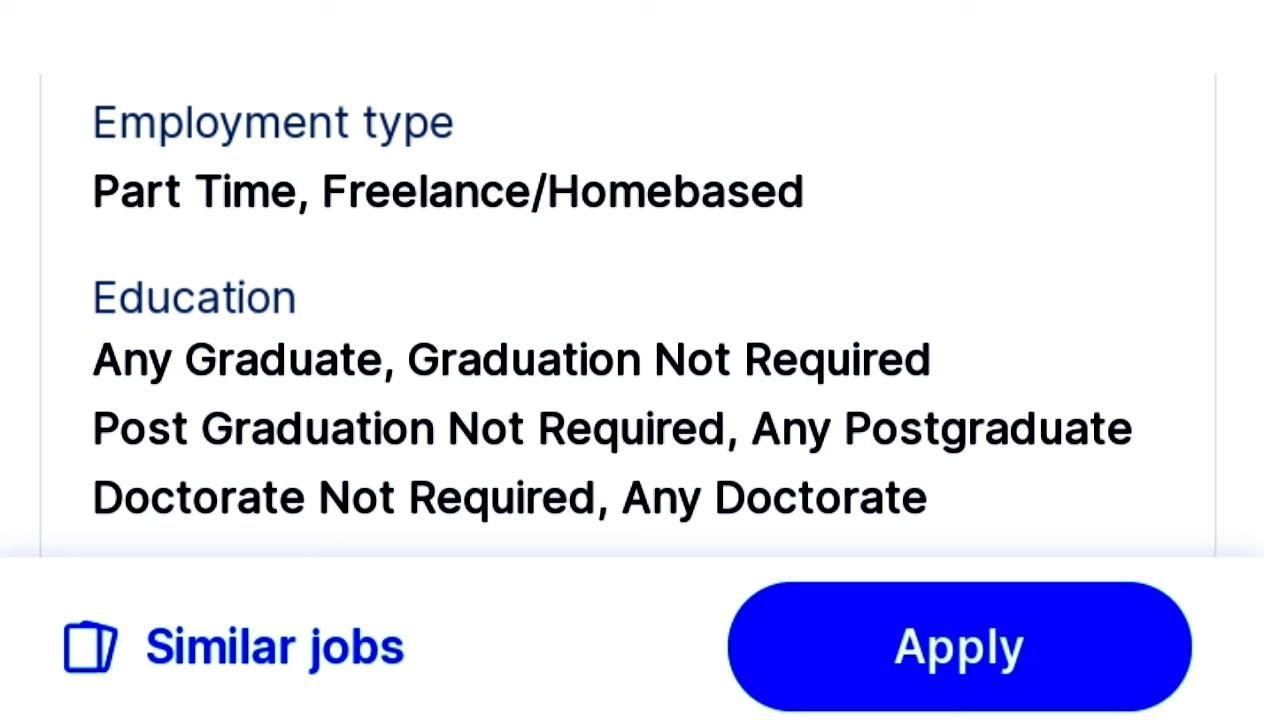 Employment type
Part Time, Freelance/Homebased
Education
Any Graduate, Graduation Not Required
Post Graduation Not Required, Any Postgraduate
Doctorate Not Required, Any Doctorate
Similar jobs
Apply